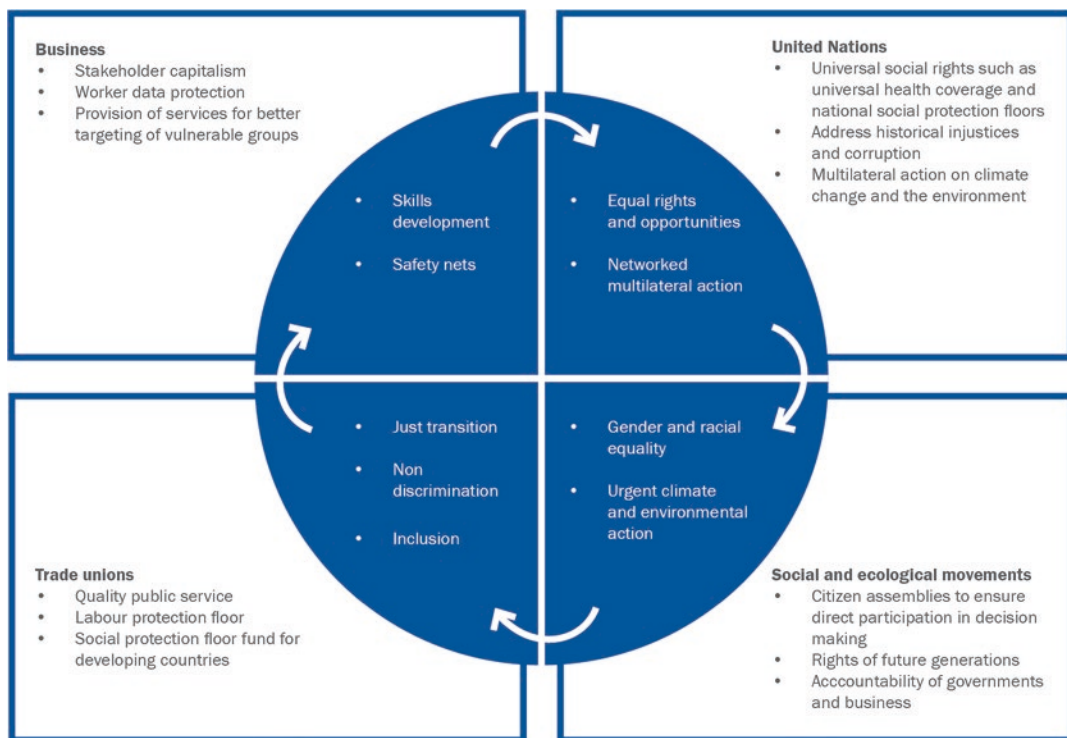 Business
• Stakeholder capitalism
• Worker data protection
• Provision of services for better
targeting of vulnerable groups
United Nations
• Universal social rights such as
universal health coverage and
national social protection floors
• Address historical injustices
and corruption
• Multilateral action on climate
change and the environment
• Skills
development
• Safety nets
• Equal rights
and opportunities
• Networked
multilateral action
• Just transition
• Non
discrimination
• Inclusion
• Gender and racial
equality
• Urgent climate
and environmental
action
Trade unions
• Quality public service
• Labour protection floor
• Social protection floor fund for
developing countries
Social and ecological movements
• Citizen assemblies to ensure
direct participation in decision
making
• Rights of future generations
• Acccountability of governments
and business